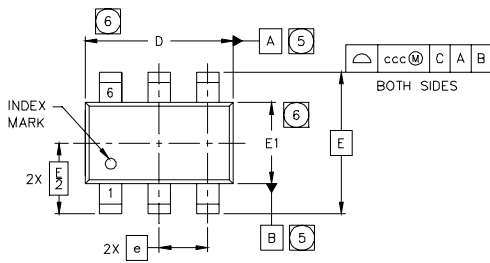 6
D
A 5
ccc Ⓜ C A B
BOTH SIDES
6
INDEX
MARK
E1
6
E
2X E/2
1
B 5
2X e